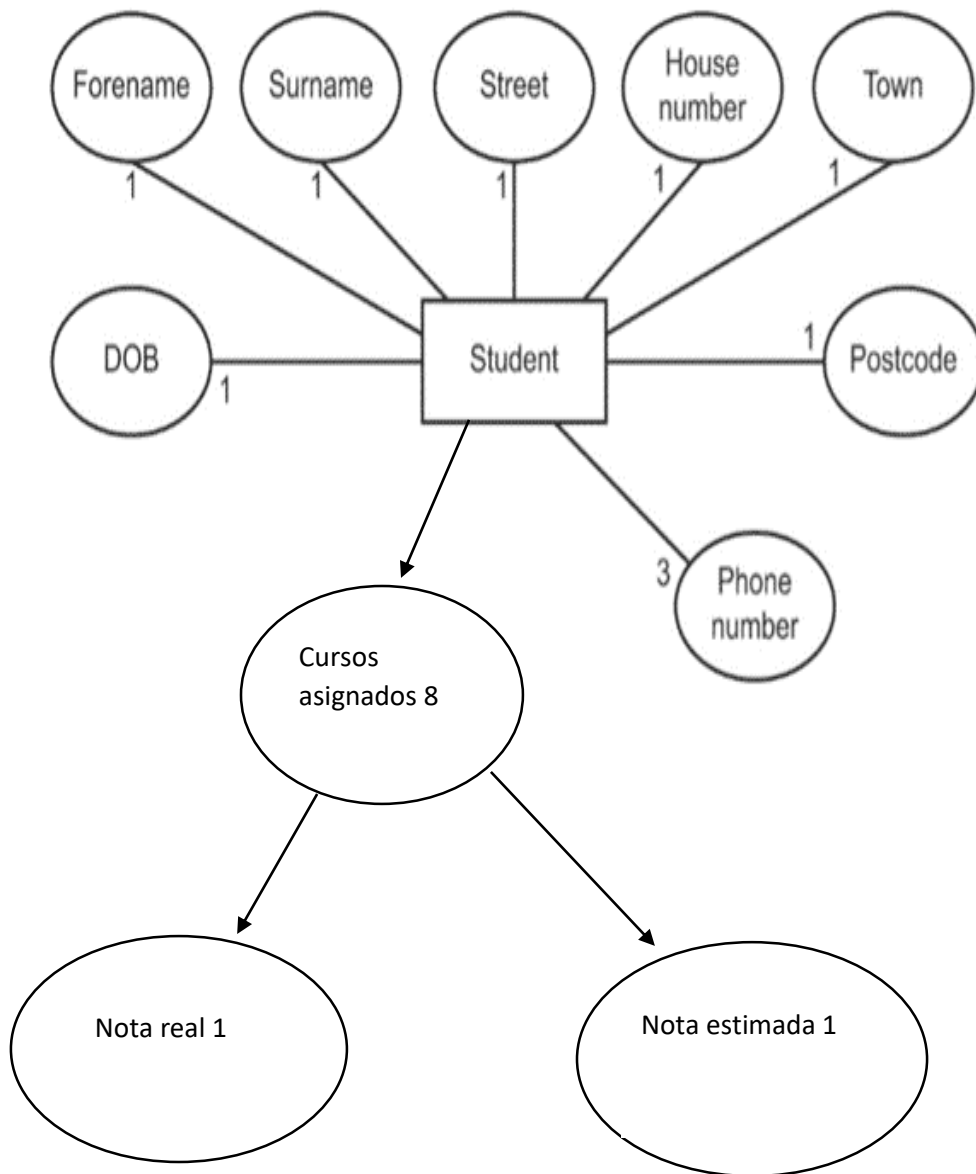 Forename
Surname
Street
House
number
Town
1
1
1
1
1
DOB
1
Student
1
Postcode
3
Phone
number
Cursos
asignados 8
Nota real 1
Nota estimada 1